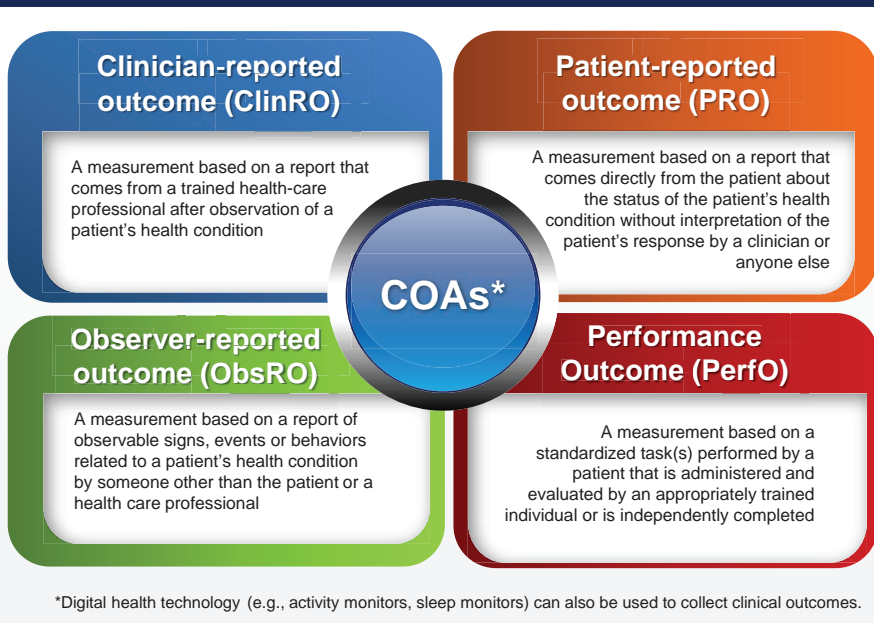 Clinician-reported
outcome (ClinRO)
A measurement based on a report that
comes from a trained health-care
professional after observation of a
patient's health condition
Patient-reported
outcome (PRO)
A measurement based on a report that
comes directly from the patient about
the status of the patient's health
condition without interpretation of the
patient's response by a clinician or
anyone else
COAs*
Observer-reported
outcome (ObsRO)
A measurement based on a report of
observable signs, events or behaviors
related to a patient's health condition
by someone other than the patient or a
health care professional
Performance
Outcome (PerfO)
A measurement based on a
standardized task(s) performed by a
patient that is administered and
evaluated by an appropriately trained
individual or is independently completed
*Digital health technology (e.g., activity monitors, sleep monitors) can also be used to collect clinical outcomes.